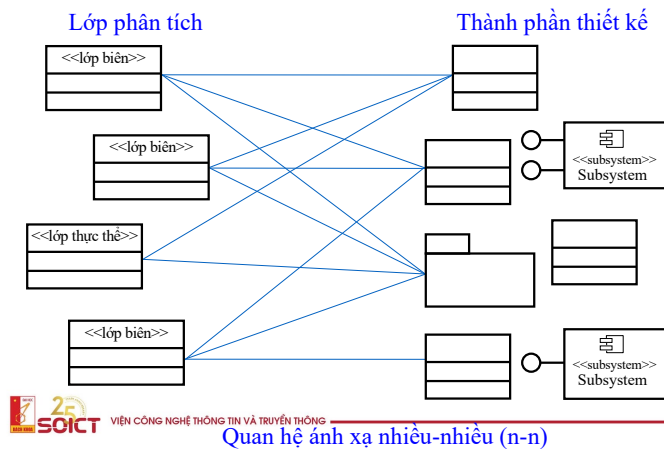 Lớp phân tích
Thành phần thiết kế
<<lớp biên>>
<<lớp biên>>
<<subsystem>>
Subsystem
<<lớp thực thể>>
<<lớp biên>>
<<subsystem>>
Subsystem
25
SOICT
VIỆN CÔNG NGHỆ THÔNG TIN VÀ TRUYỀN THÔNG
Quan hệ ánh xạ nhiều-nhiều (n-n)